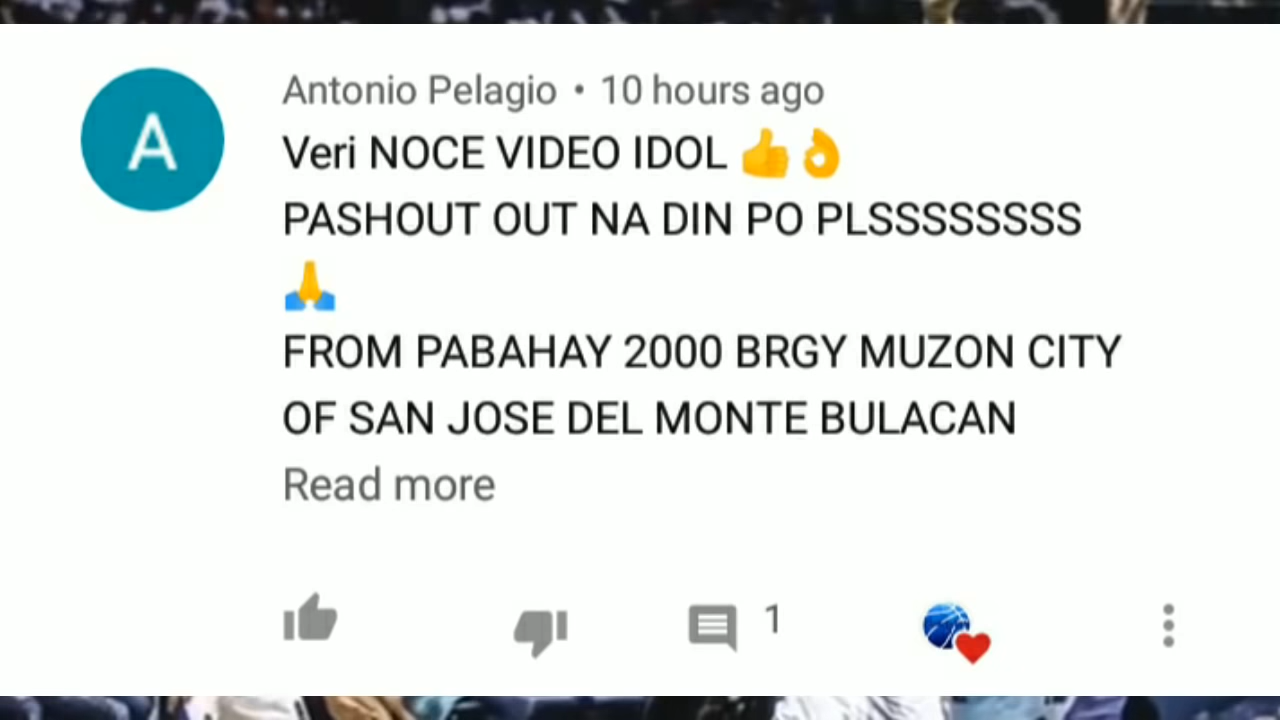 A
Antonio Pelagio • 10 hours ago
Veri NOCE VIDEO IDOL 👍👌
PASHOUT OUT NA DIN PO PLSSSSSSSS
🙏
FROM PABAHAY 2000 BRGY MUZON CITY
OF SAN JOSE DEL MONTE BULACAN
Read more
1